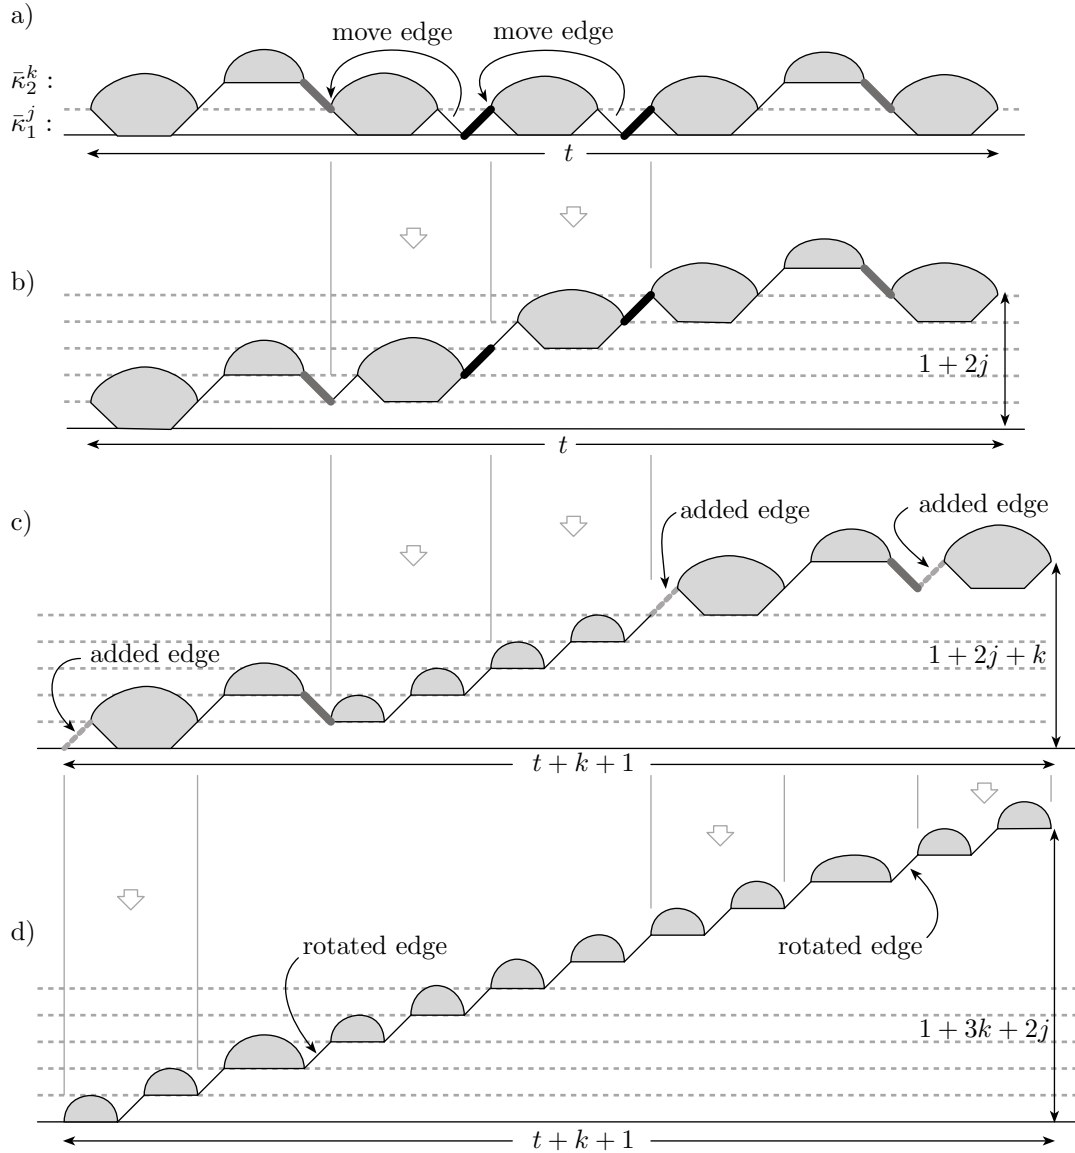 a)
move edge
move edge
κ̄₂ᵏ :
κ̄₁ʲ :
t
b)
1 + 2j
t
c)
added edge
added edge
added edge
1 + 2j + k
t + k + 1
d)
rotated edge
rotated edge
1 + 3k + 2j
t + k + 1